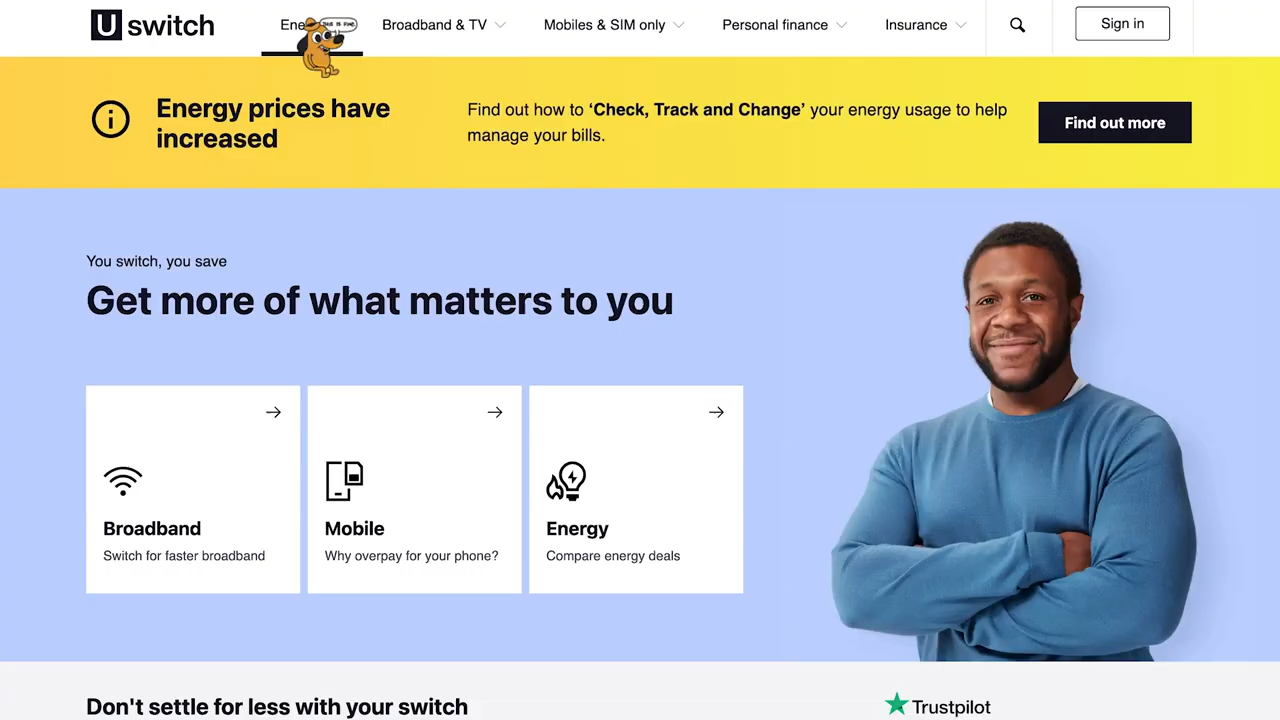 U switch
Ene
THIS IS FINE.
Broadband & TV
Mobiles & SIM only
Personal finance
Insurance
Sign in
Energy prices have
increased
Find out how to ‘Check, Track and Change’ your energy usage to help
manage your bills.
Find out more
You switch, you save
Get more of what matters to you
Broadband
Switch for faster broadband
Mobile
Why overpay for your phone?
Energy
Compare energy deals
Don't settle for less with your switch
Trustpilot